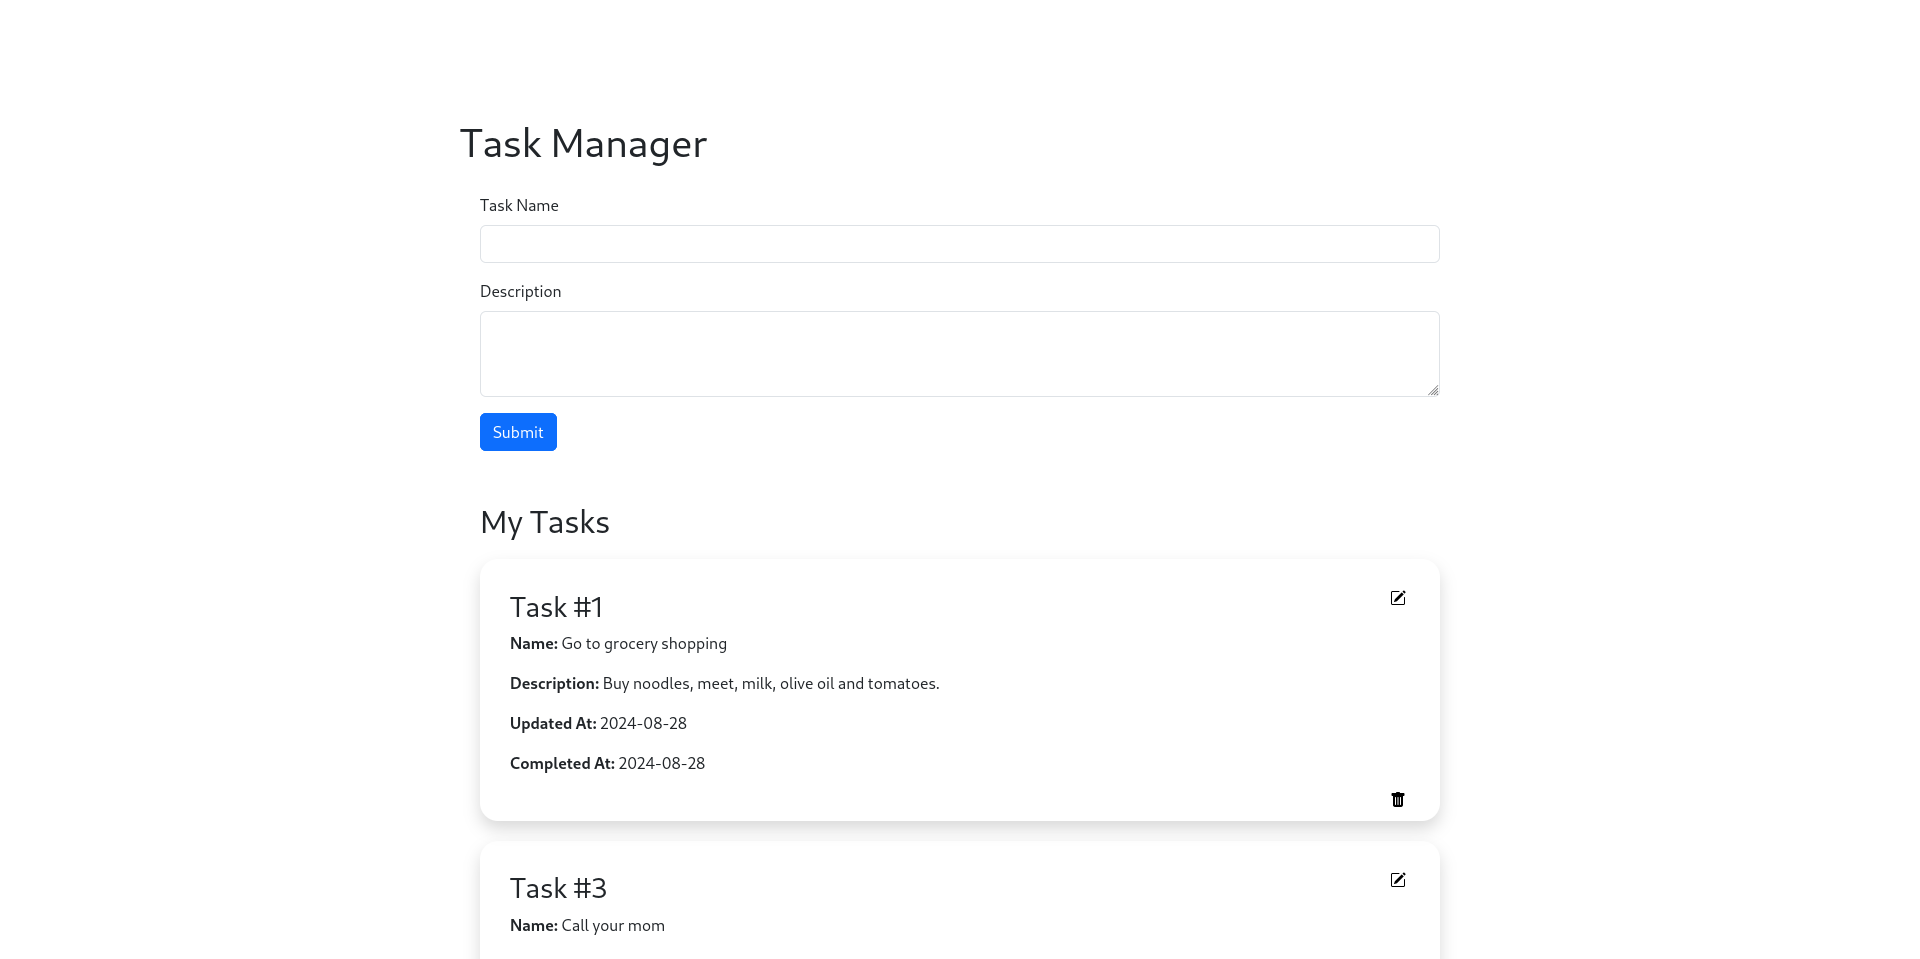 Task Manager
Task Name
Description
Submit
My Tasks
Task #1
Name: Go to grocery shopping
Description: Buy noodles, meet, milk, olive oil and tomatoes.
Updated At: 2024-08-28
Completed At: 2024-08-28
Task #3
Name: Call your mom